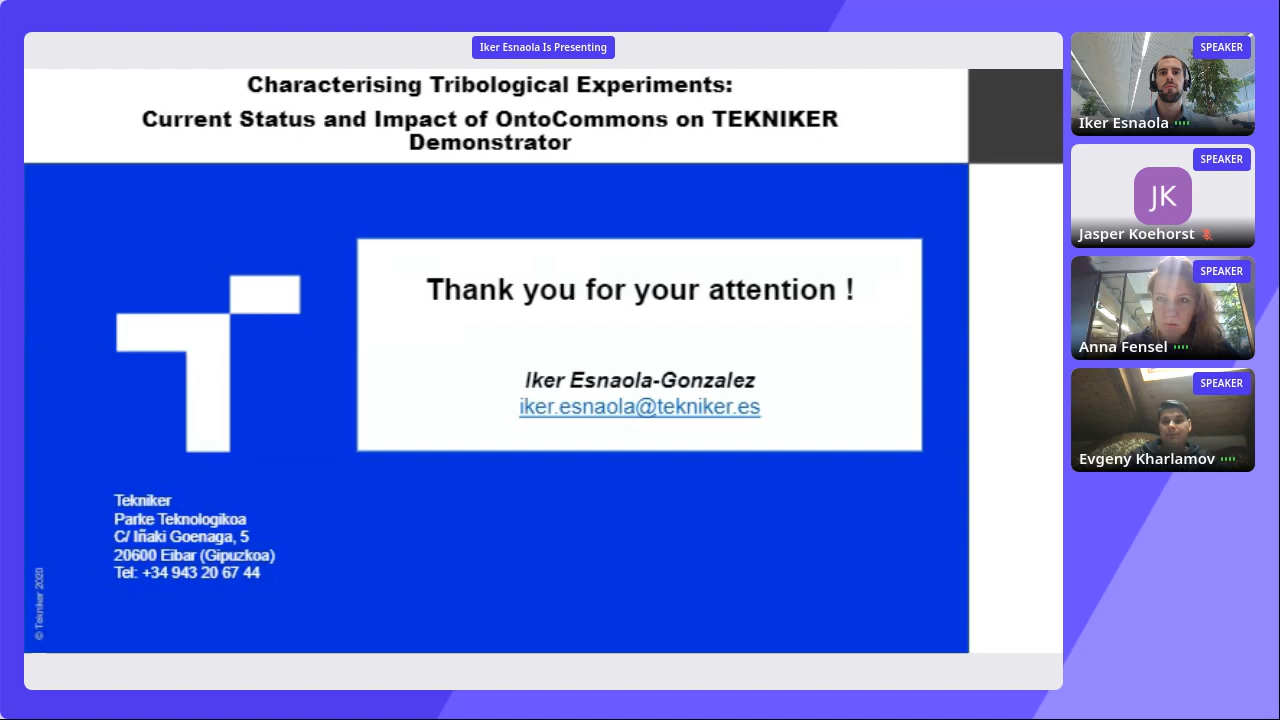 Iker Esnaola Is Presenting
Characterising Tribological Experiments:
Current Status and Impact of OntoCommons on TEKNIKER
Demonstrator
Thank you for your attention !
Iker Esnaola-Gonzalez
iker.esnaola@tekniker.es
Tekniker
Parke Teknologikoa
C/ Iñaki Goenaga, 5
20600 Eibar (Gipuzkoa)
Tel: +34 943 20 67 44
© Tekniker 2020
SPEAKER
Iker Esnaola
SPEAKER
JK
Jasper Koehorst
SPEAKER
Anna Fensel
SPEAKER
Evgeny Kharlamov